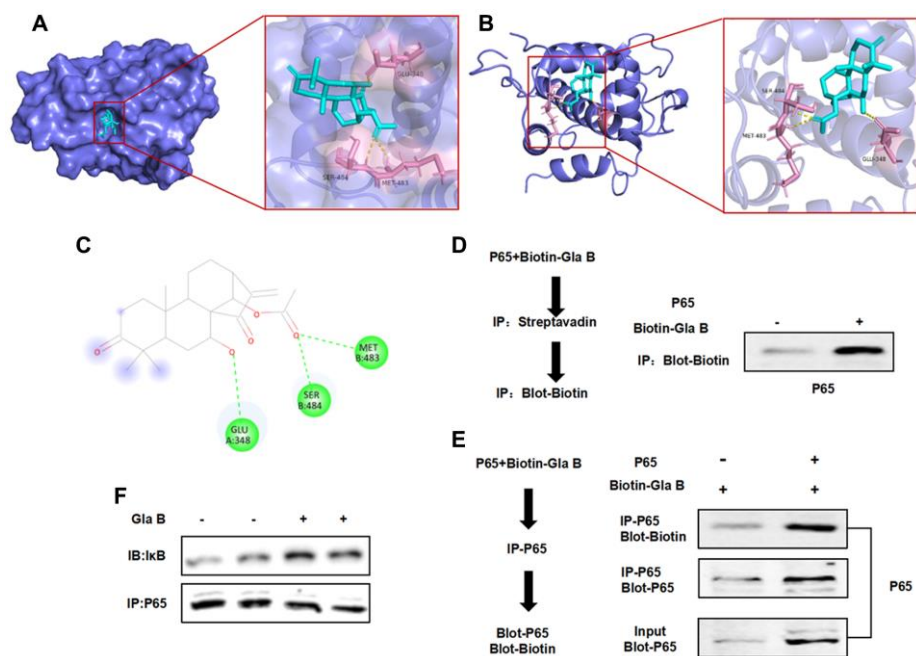 A
GLU-348
SER-484
MET-483
B
SER-484
MET-483
GLU-348
C
O
O
O
O
O
MET
B:483
SER
B:484
GLU
A:348
D
P65+Biotin-Gla B
IP: Streptavadin
IP: Blot-Biotin
P65
Biotin-Gla B - +
IP: Blot-Biotin
P65
E
P65+Biotin-Gla B
IP-P65
Blot-P65
Blot-Biotin
P65 - +
Biotin-Gla B + +
IP-P65
Blot-Biotin
IP-P65
Blot-P65
Input
Blot-P65
P65
F
Gla B - - + +
IB:IκB
IP:P65